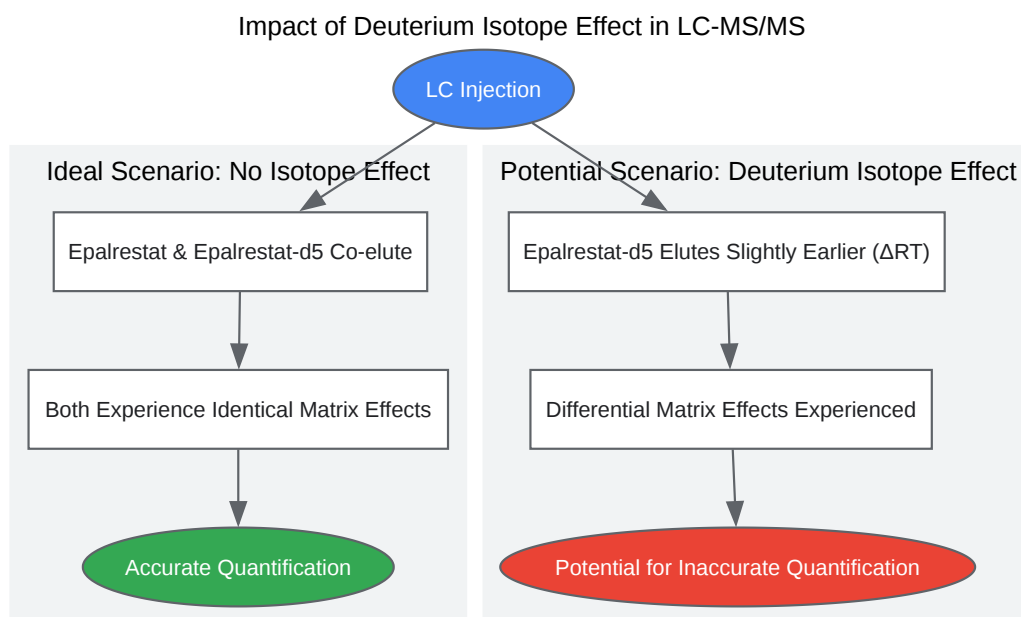 Impact of Deuterium Isotope Effect in LC-MS/MS
LC Injection
Ideal Scenario: No Isotope Effect
Epalrestat & Epalrestat-d5 Co-elute
Both Experience Identical Matrix Effects
Accurate Quantification
Potential Scenario: Deuterium Isotope Effect
Epalrestat-d5 Elutes Slightly Earlier (ΔRT)
Differential Matrix Effects Experienced
Potential for Inaccurate Quantification